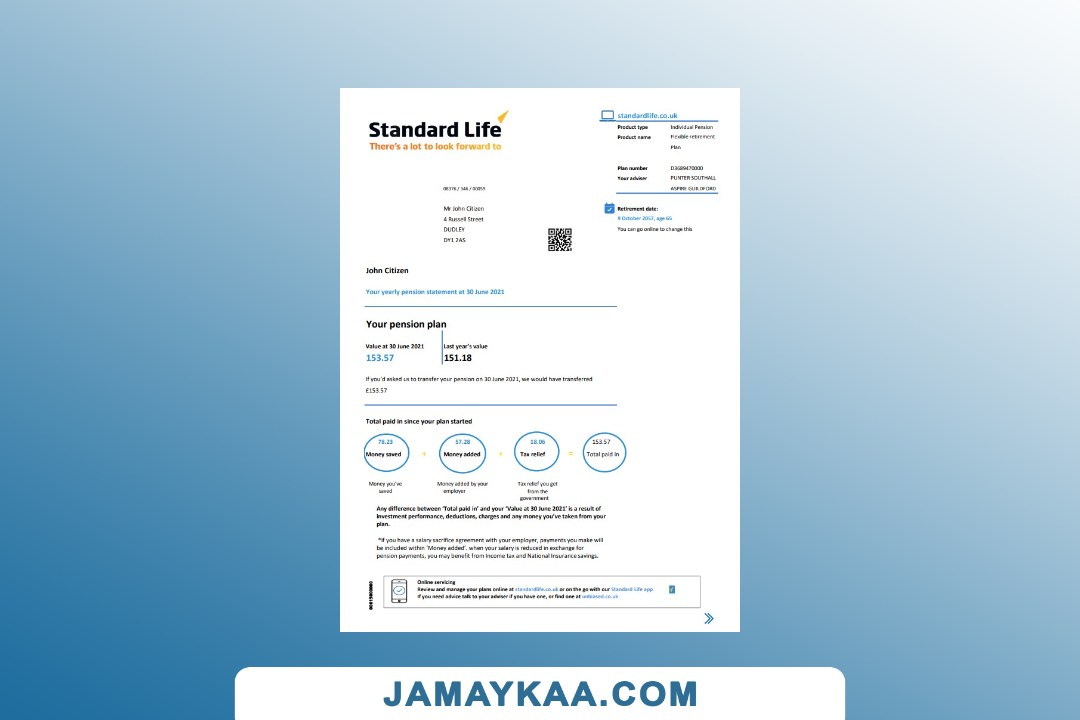 Standard Life
There's a lot to look forward to
standardlife.co.uk
Product type Individual Pension
Product name Flexible retirement
Plan
Plan number D3689470000
Your adviser PUNTER SOUTHALL
ASPIRE GUILDFORD
08376 / 346 / 00059
Mr John Citizen
4 Russell Street
DUDLEY
DY1 2AS
Retirement date:
9 October 2057, age 65
You can go online to change this
John Citizen
Your yearly pension statement at 30 June 2021
Your pension plan
Value at 30 June 2021 Last year's value
153.57 151.18
If you'd asked us to transfer your pension on 30 June 2021, we would have transferred
£153.57
Total paid in since your plan started
78.23 57.28 18.06 153.57
Money saved + Money added + Tax relief = Total paid in
Money you've Money added by your Tax relief you get
saved employer from the
government
Any difference between 'Total paid in' and your 'Value at 30 June 2021' is a result of
investment performance, deductions, charges and any money you've taken from your
plan.
*If you have a salary sacrifice agreement with your employer, payments you make will
be included within 'Money added'. when your salary is reduced in exchange for
pension payments, you may benefit from Income tax and National Insurance savings.
Online servicing
Review and manage your plans online at standardlife.co.uk or on the go with our Standard Life app
If you need advice talk to your adviser if you have one, or find one at unbiased.co.uk
JAMAYKAA.COM